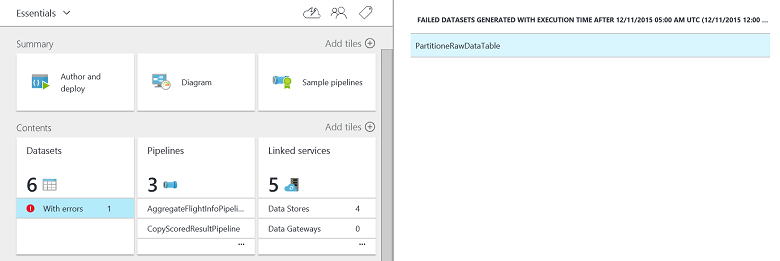 Essentials
Summary
Add tiles
Author and
deploy
Diagram
Sample pipelines
Contents
Add tiles
Datasets
6
With errors 1
Pipelines
3
AggregateFlightInfoPipeli...
CopyScoredResultPipeline
...
Linked services
5
Data Stores 4
Data Gateways 0
...
FAILED DATASETS GENERATED WITH EXECUTION TIME AFTER 12/11/2015 05:00 AM UTC (12/11/2015 12:00 ...
PartitioneRawDataTable